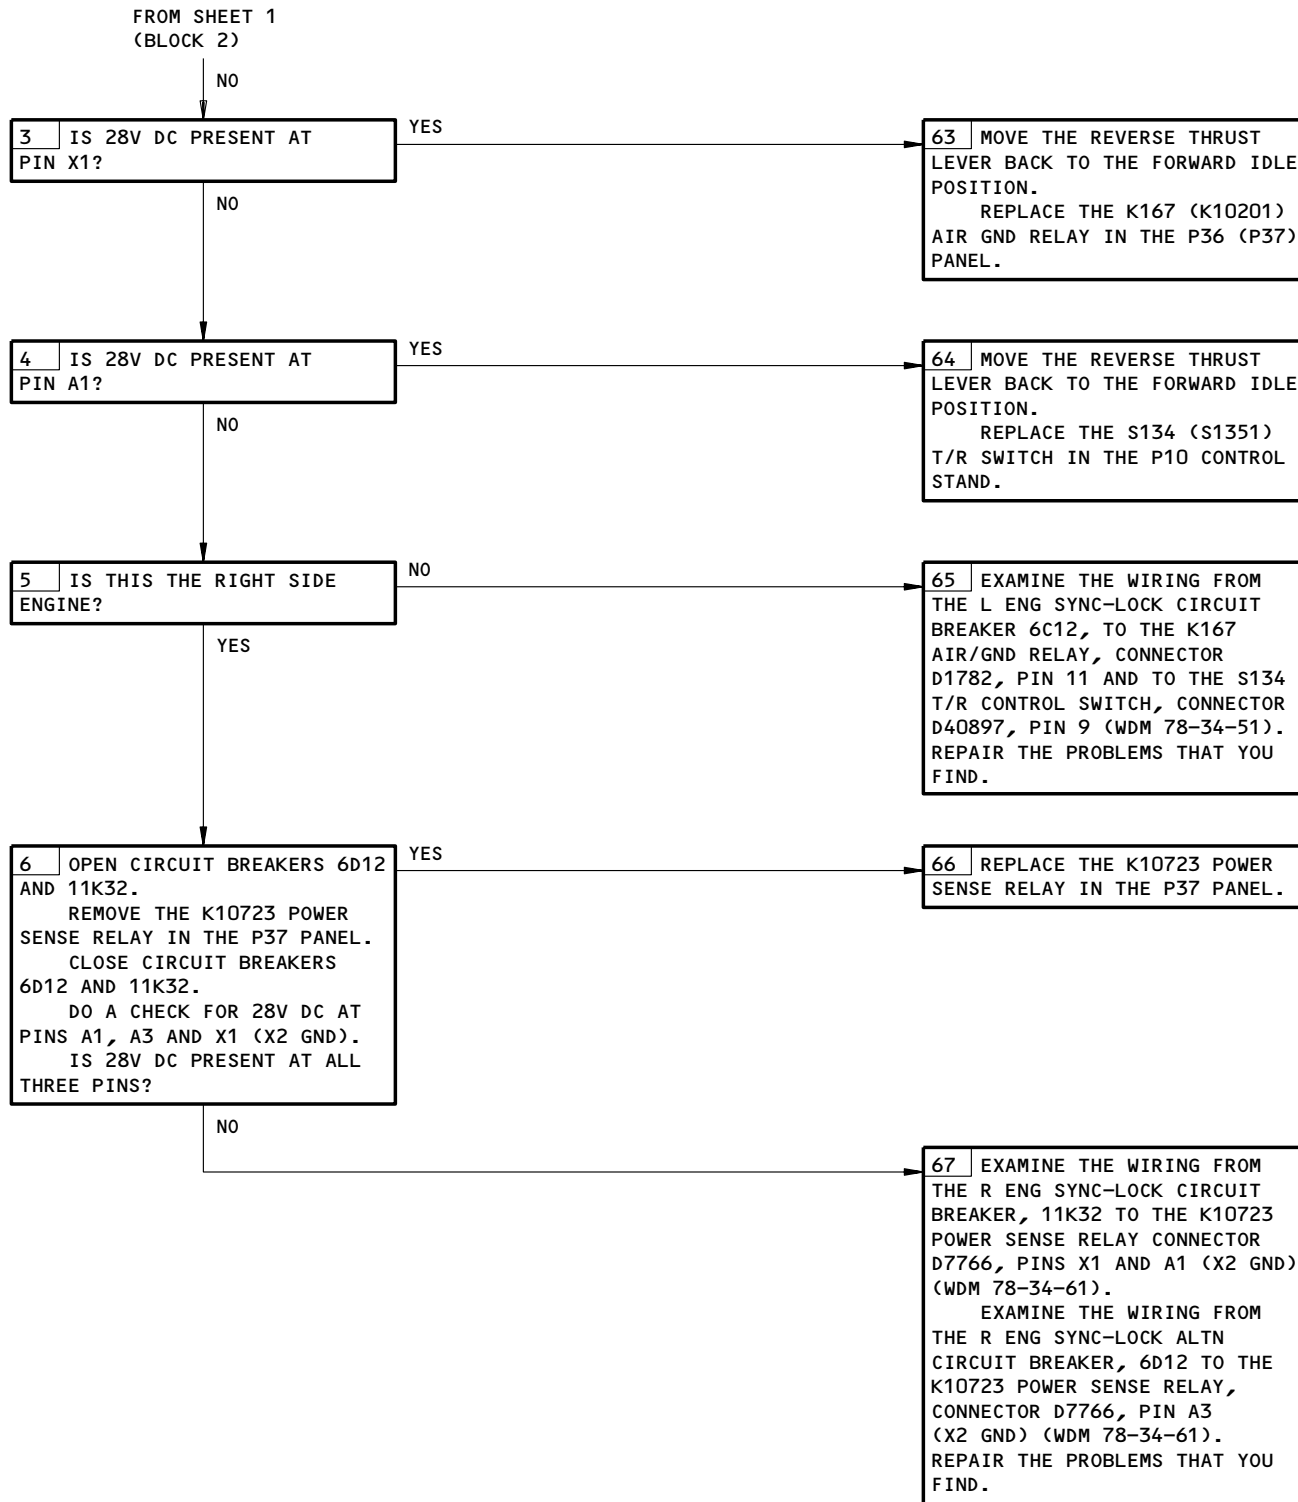 FROM SHEET 1
(BLOCK 2)
NO
3 IS 28V DC PRESENT AT
PIN X1?
YES
NO
63 MOVE THE REVERSE THRUST
LEVER BACK TO THE FORWARD IDLE
POSITION.
REPLACE THE K167 (K10201)
AIR GND RELAY IN THE P36 (P37)
PANEL.
4 IS 28V DC PRESENT AT
PIN A1?
YES
NO
64 MOVE THE REVERSE THRUST
LEVER BACK TO THE FORWARD IDLE
POSITION.
REPLACE THE S134 (S1351)
T/R SWITCH IN THE P10 CONTROL
STAND.
5 IS THIS THE RIGHT SIDE
ENGINE?
NO
YES
65 EXAMINE THE WIRING FROM
THE L ENG SYNC-LOCK CIRCUIT
BREAKER 6C12, TO THE K167
AIR/GND RELAY, CONNECTOR
D1782, PIN 11 AND TO THE S134
T/R CONTROL SWITCH, CONNECTOR
D40897, PIN 9 (WDM 78-34-51).
REPAIR THE PROBLEMS THAT YOU
FIND.
6 OPEN CIRCUIT BREAKERS 6D12
AND 11K32.
REMOVE THE K10723 POWER
SENSE RELAY IN THE P37 PANEL.
CLOSE CIRCUIT BREAKERS
6D12 AND 11K32.
DO A CHECK FOR 28V DC AT
PINS A1, A3 AND X1 (X2 GND).
IS 28V DC PRESENT AT ALL
THREE PINS?
YES
NO
66 REPLACE THE K10723 POWER
SENSE RELAY IN THE P37 PANEL.
67 EXAMINE THE WIRING FROM
THE R ENG SYNC-LOCK CIRCUIT
BREAKER, 11K32 TO THE K10723
POWER SENSE RELAY CONNECTOR
D7766, PINS X1 AND A1 (X2 GND)
(WDM 78-34-61).
EXAMINE THE WIRING FROM
THE R ENG SYNC-LOCK ALTN
CIRCUIT BREAKER, 6D12 TO THE
K10723 POWER SENSE RELAY,
CONNECTOR D7766, PIN A3
(X2 GND) (WDM 78-34-61).
REPAIR THE PROBLEMS THAT YOU
FIND.